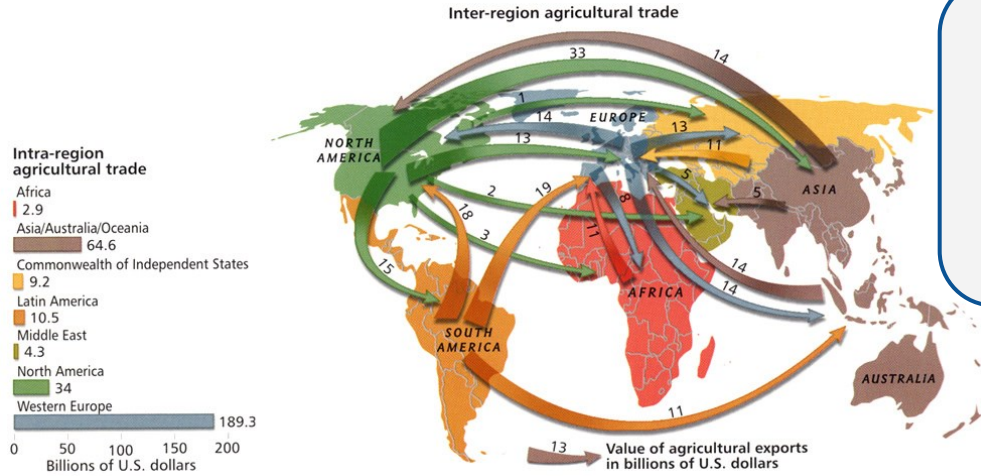 Inter-region agricultural trade
14
33
1
14
EUROPE
13
13
11
NORTH
AMERICA
5
5
ASIA
2
19
8
18
3
11
15
14
14
AFRICA
SOUTH
AMERICA
AUSTRALIA
11
13
Value of agricultural exports
in billions of U.S. dollars
Intra-region
agricultural trade
Africa
2.9
Asia/Australia/Oceania
64.6
Commonwealth of Independent States
9.2
Latin America
10.5
Middle East
4.3
North America
34
Western Europe
189.3
0 50 100 150 200
Billions of U.S. dollars